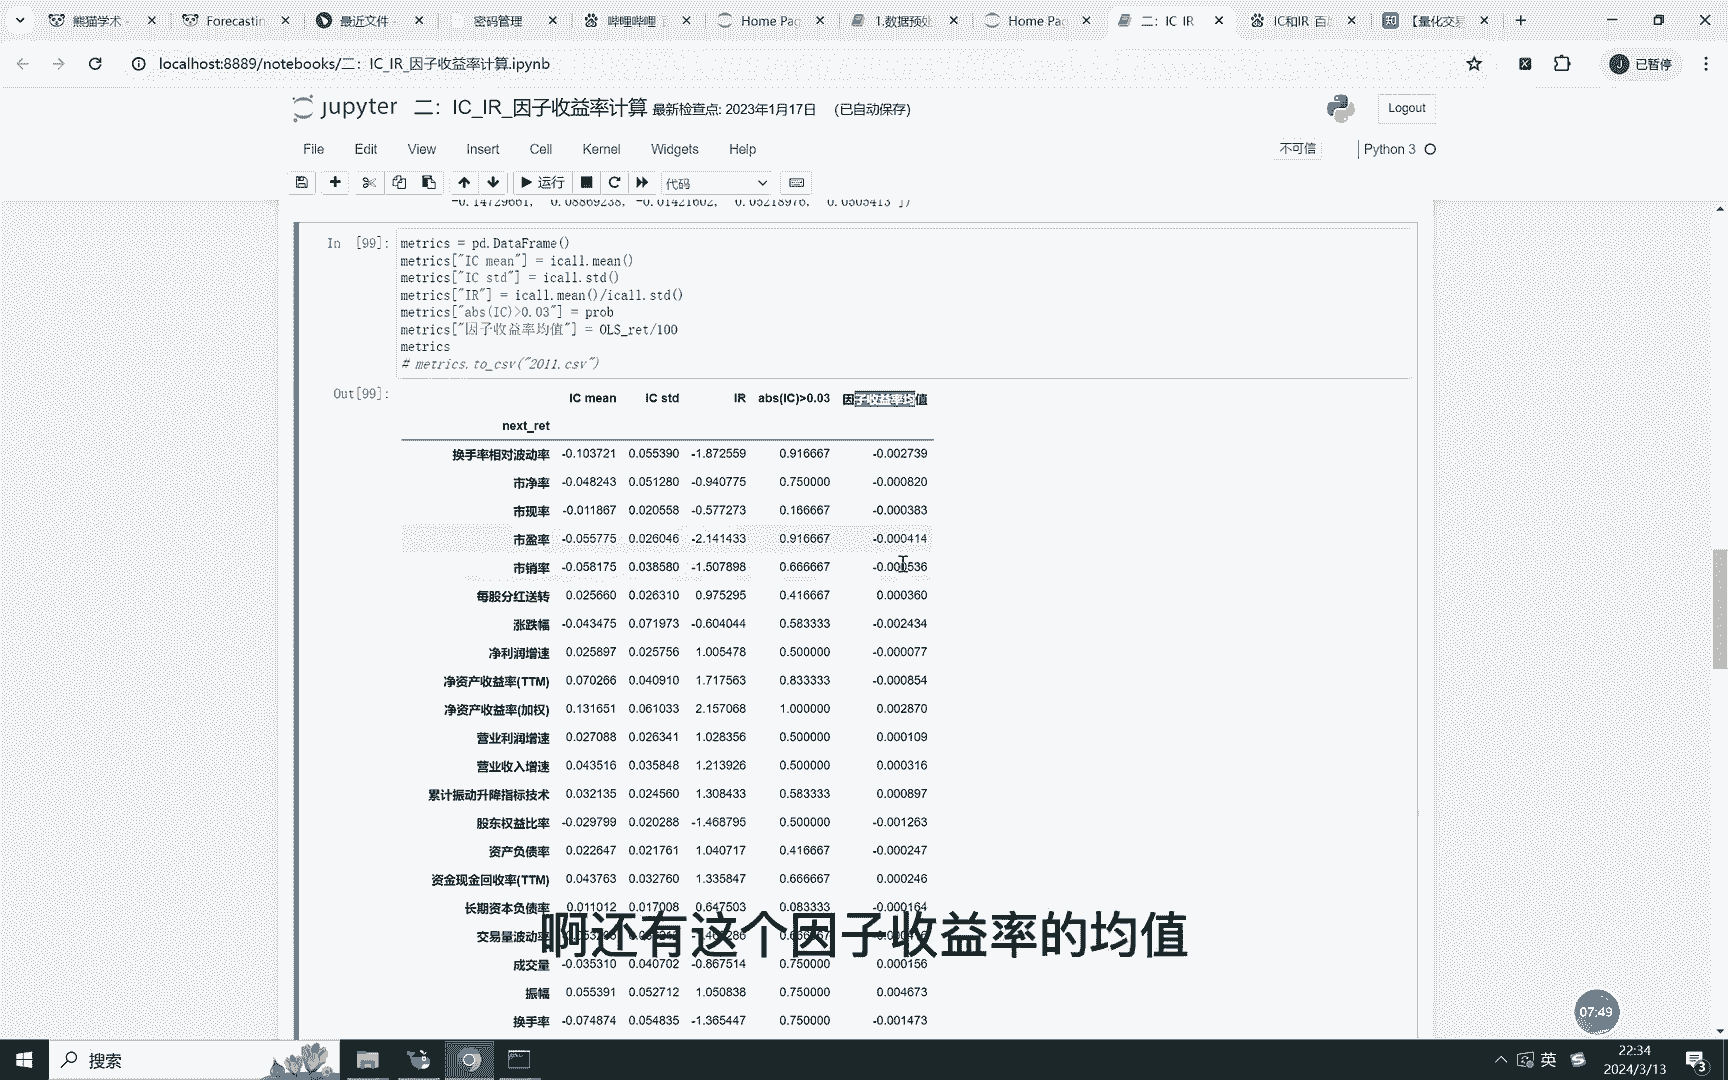 熊猫学术 -
Forecastin
最近文件 -
密码管理
哔哩哔哩
Home Pag
1.数据预处
Home Pag
二：IC_IR_
IC和IR_百
【量化交易
localhost:8889/notebooks/二：IC_IR_因子收益率计算.ipynb
已暂停
jupyter 二：IC_IR_因子收益率计算 最新检查点: 2023年1月17日 (已自动保存)
Logout
File Edit View Insert Cell Kernel Widgets Help
不可信
Python 3
运行
代码
-0.14729661, 0.08869238, -0.01421602, 0.05218976, 0.0505413 ])
In [99]:
metrics = pd.DataFrame()
metrics["IC mean"] = icall.mean()
metrics["IC std"] = icall.std()
metrics["IR"] = icall.mean()/icall.std()
metrics["abs(IC)>0.03"] = prob
metrics["因子收益率均值"] = OLS_ret/100
metrics
# metrics.to_csv("2011.csv")
Out[99]:
IC mean IC std IR abs(IC)>0.03 因子收益率均值
next_ret
换手率相对波动率 -0.103721 0.055390 -1.872559 0.916667 -0.002739
市净率 -0.048243 0.051280 -0.940775 0.750000 -0.000820
市现率 -0.011867 0.020558 -0.577273 0.166667 -0.000383
市盈率 -0.055775 0.026046 -2.141433 0.916667 -0.000414
市销率 -0.058175 0.038580 -1.507898 0.666667 -0.000536
每股分红送转 0.025660 0.026310 0.975295 0.416667 0.000360
涨跌幅 -0.043475 0.071973 -0.604044 0.583333 -0.002434
净利润增速 0.025897 0.025756 1.005478 0.500000 -0.000077
净资产收益率(TTM) 0.070266 0.040910 1.717563 0.833333 -0.000854
净资产收益率(加权) 0.131651 0.061033 2.157068 1.000000 0.002870
营业利润增速 0.027088 0.026341 1.028356 0.500000 0.000109
营业收入增速 0.043516 0.035848 1.213926 0.500000 0.000316
累计振动升降指标技术 0.032135 0.024560 1.308433 0.583333 0.000897
股东权益比率 -0.029799 0.020288 -1.468795 0.500000 -0.001263
资产负债率 0.022647 0.021761 1.040717 0.416667 -0.000247
资金现金回收率(TTM) 0.043763 0.032760 1.335847 0.666667 0.000246
长期资本负债率 0.011012 0.017008 0.647503 0.083333 -0.000164
交易量波动率
啊还有这个因子收益率的均值
成交量 -0.035310 0.040702 -0.867514 0.750000 0.000156
振幅 0.055391 0.052712 1.050838 0.750000 0.004673
换手率 -0.074874 0.054835 -1.365447 0.750000 -0.001473
07:49
搜索
英
22:34
2024/3/13
3